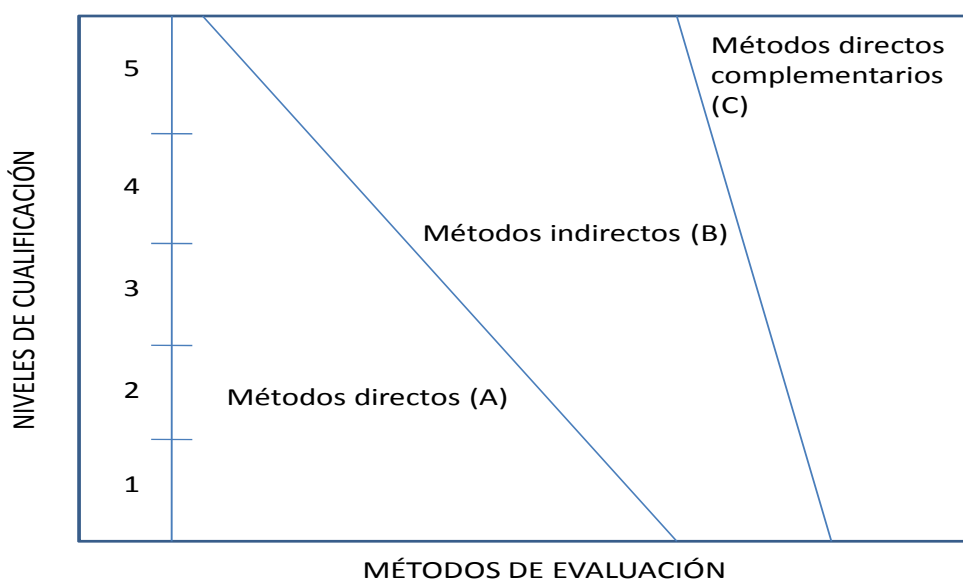 Métodos directos
complementarios
(C)
5
4
Métodos indirectos (B)
3
2
Métodos directos (A)
1
NIVELES DE CUALIFICACIÓN
MÉTODOS DE EVALUACIÓN